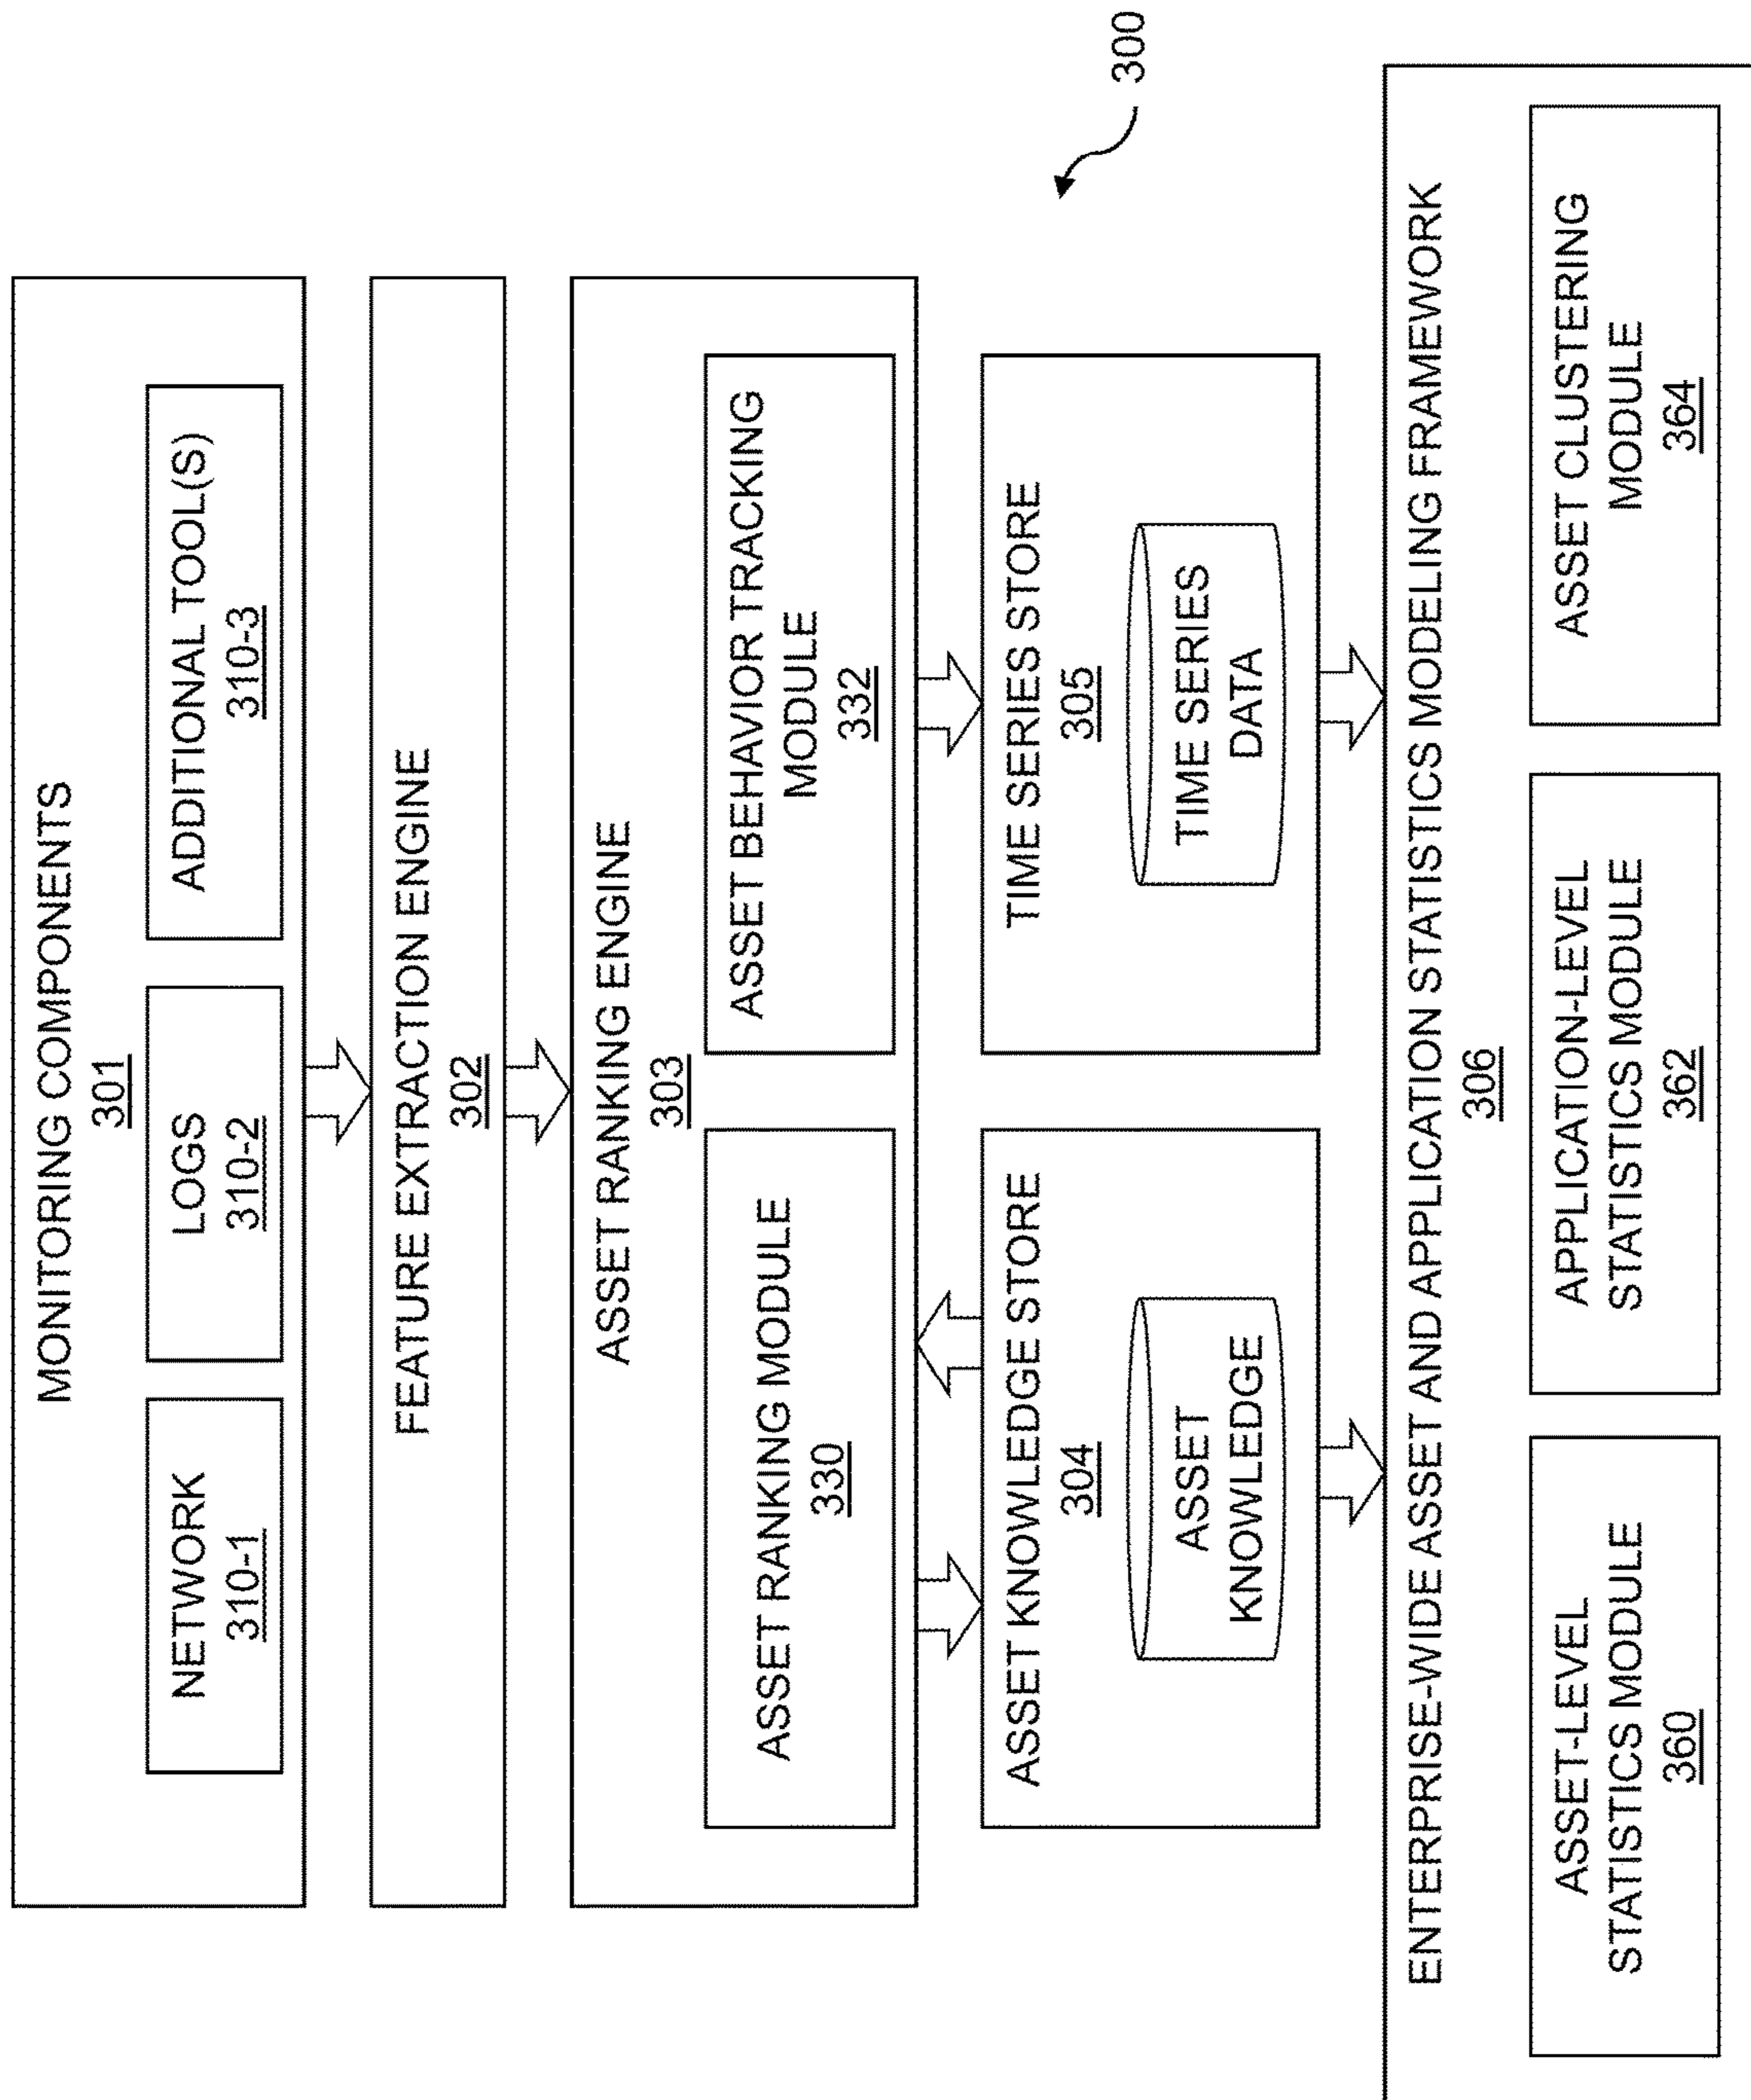 MONITORING COMPONENTS
301
NETWORK
310-1
LOGS
310-2
ADDITIONAL TOOL(S)
310-3
FEATURE EXTRACTION ENGINE
302
ASSET RANKING ENGINE
303
ASSET RANKING MODULE
330
ASSET BEHAVIOR TRACKING
MODULE
332
ASSET KNOWLEDGE STORE
304
ASSET
KNOWLEDGE
TIME SERIES STORE
305
TIME SERIES
DATA
300
ENTERPRISE-WIDE ASSET AND APPLICATION STATISTICS MODELING FRAMEWORK
306
ASSET-LEVEL
STATISTICS MODULE
360
APPLICATION-LEVEL
STATISTICS MODULE
362
ASSET CLUSTERING
MODULE
364